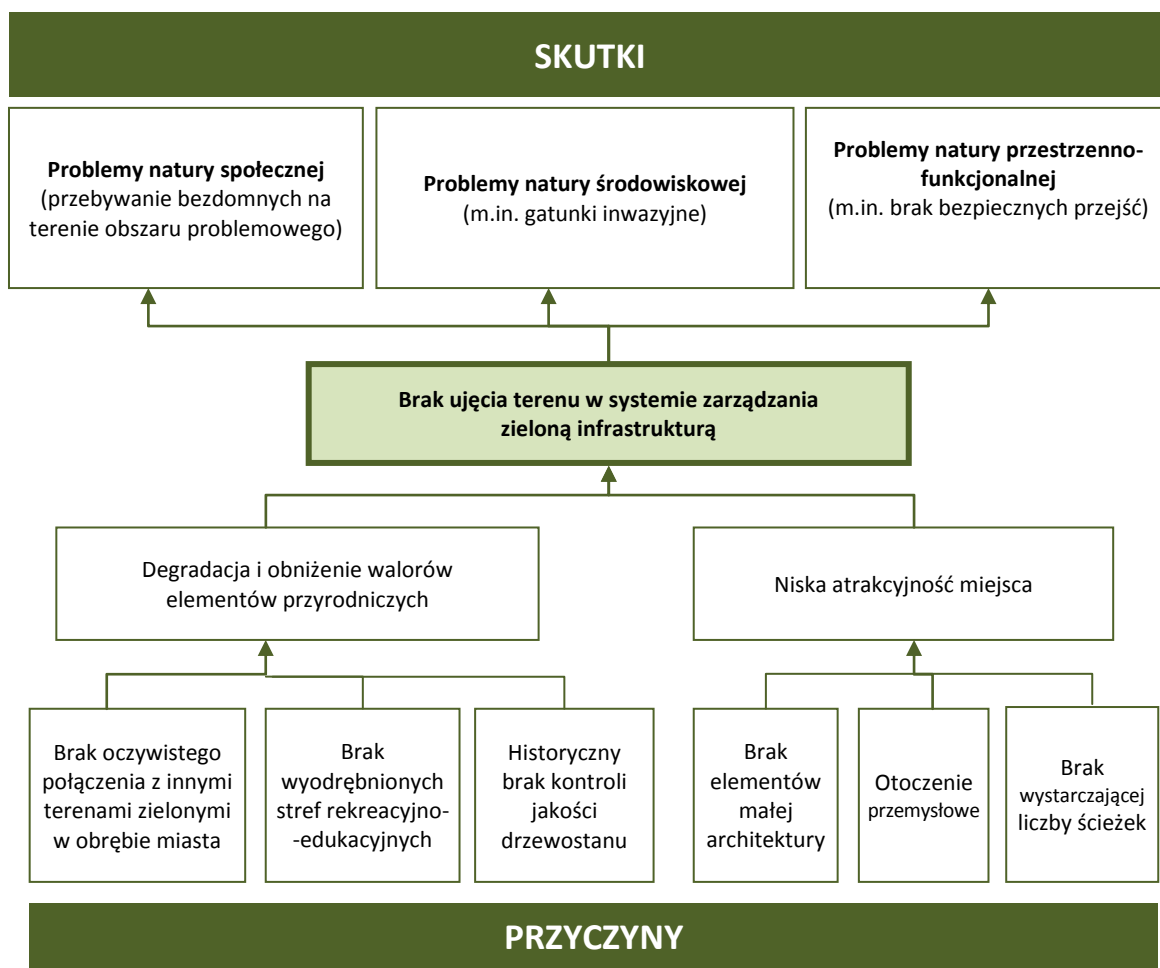 SKUTKI
Problemy natury społecznej
(przebywanie bezdomnych na
terenie obszaru problemowego)
Problemy natury środowiskowej
(m.in. gatunki inwazyjne)
Problemy natury przestrzenno-
funkcjonalnej
(m.in. brak bezpiecznych przejść)
Brak ujęcia terenu w systemie zarządzania
zieloną infrastrukturą
Degradacja i obniżenie walorów
elementów przyrodniczych
Niska atrakcyjność miejsca
Brak oczywistego
połączenia z innymi
terenami zielonymi
w obrębie miasta
Brak
wyodrębnionych
stref rekreacyjno-
-edukacyjnych
Historyczny
brak kontroli
jakości
drzewostanu
Brak
elementów
małej
architektury
Otoczenie
przemysłowe
Brak
wystarczającej
liczby ścieżek
PRZYCZYNY